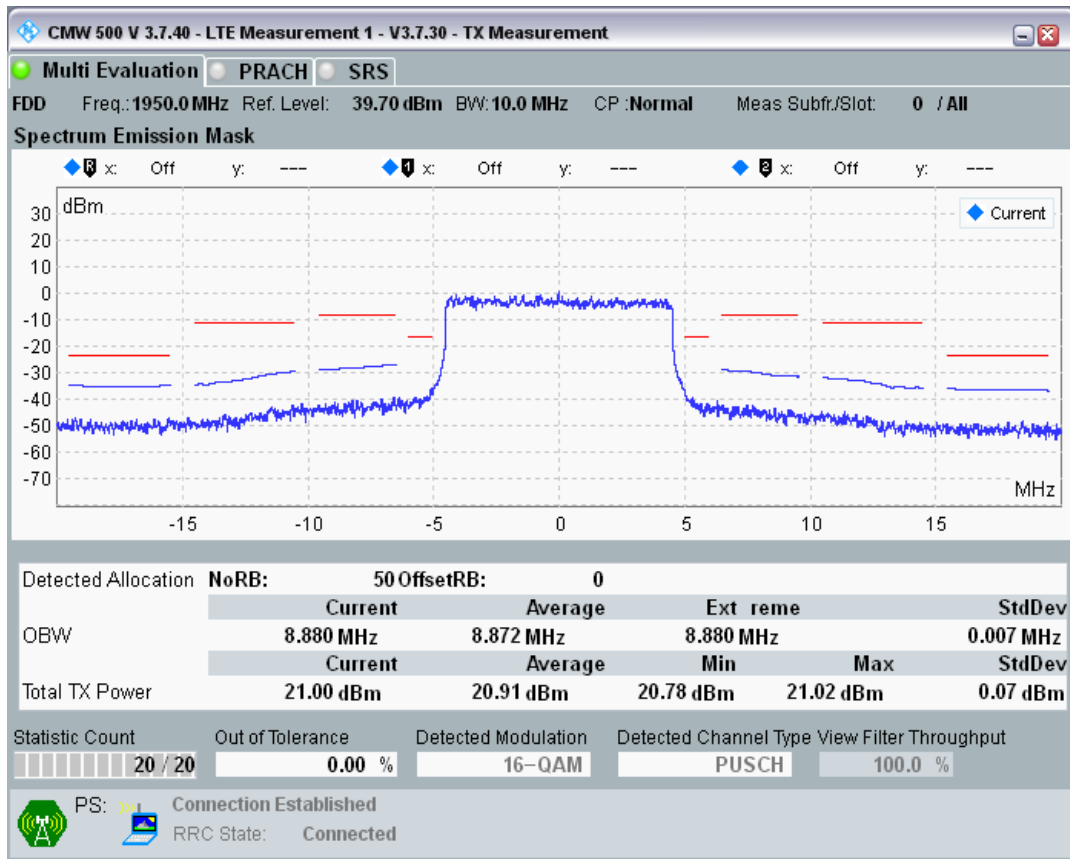 CMW 500 V 3.7.40 - LTE Measurement 1 - V3.7.30 - TX Measurement
Multi Evaluation PRACH SRS
FDD Freq.: 1950.0 MHz Ref. Level: 39.70 dBm BW: 10.0 MHz CP :Normal Meas Subfr./Slot: 0 / All
Spectrum Emission Mask
R x: Off y: --- 1 x: Off y: --- 2 x: Off y: ---
dBm
Current
30
20
10
0
-10
-20
-30
-40
-50
-60
-70
MHz
-15 -10 -5 0 5 10 15
Detected Allocation NoRB: 50 OffsetRB: 0
Current Average Ext reme StdDev
OBW 8.880 MHz 8.872 MHz 8.880 MHz 0.007 MHz
Current Average Min Max StdDev
Total TX Power 21.00 dBm 20.91 dBm 20.78 dBm 21.02 dBm 0.07 dBm
Statistic Count Out of Tolerance Detected Modulation Detected Channel Type View Filter Throughput
20 / 20 0.00 % 16-QAM PUSCH 100.0 %
PS: Connection Established
RRC State: Connected